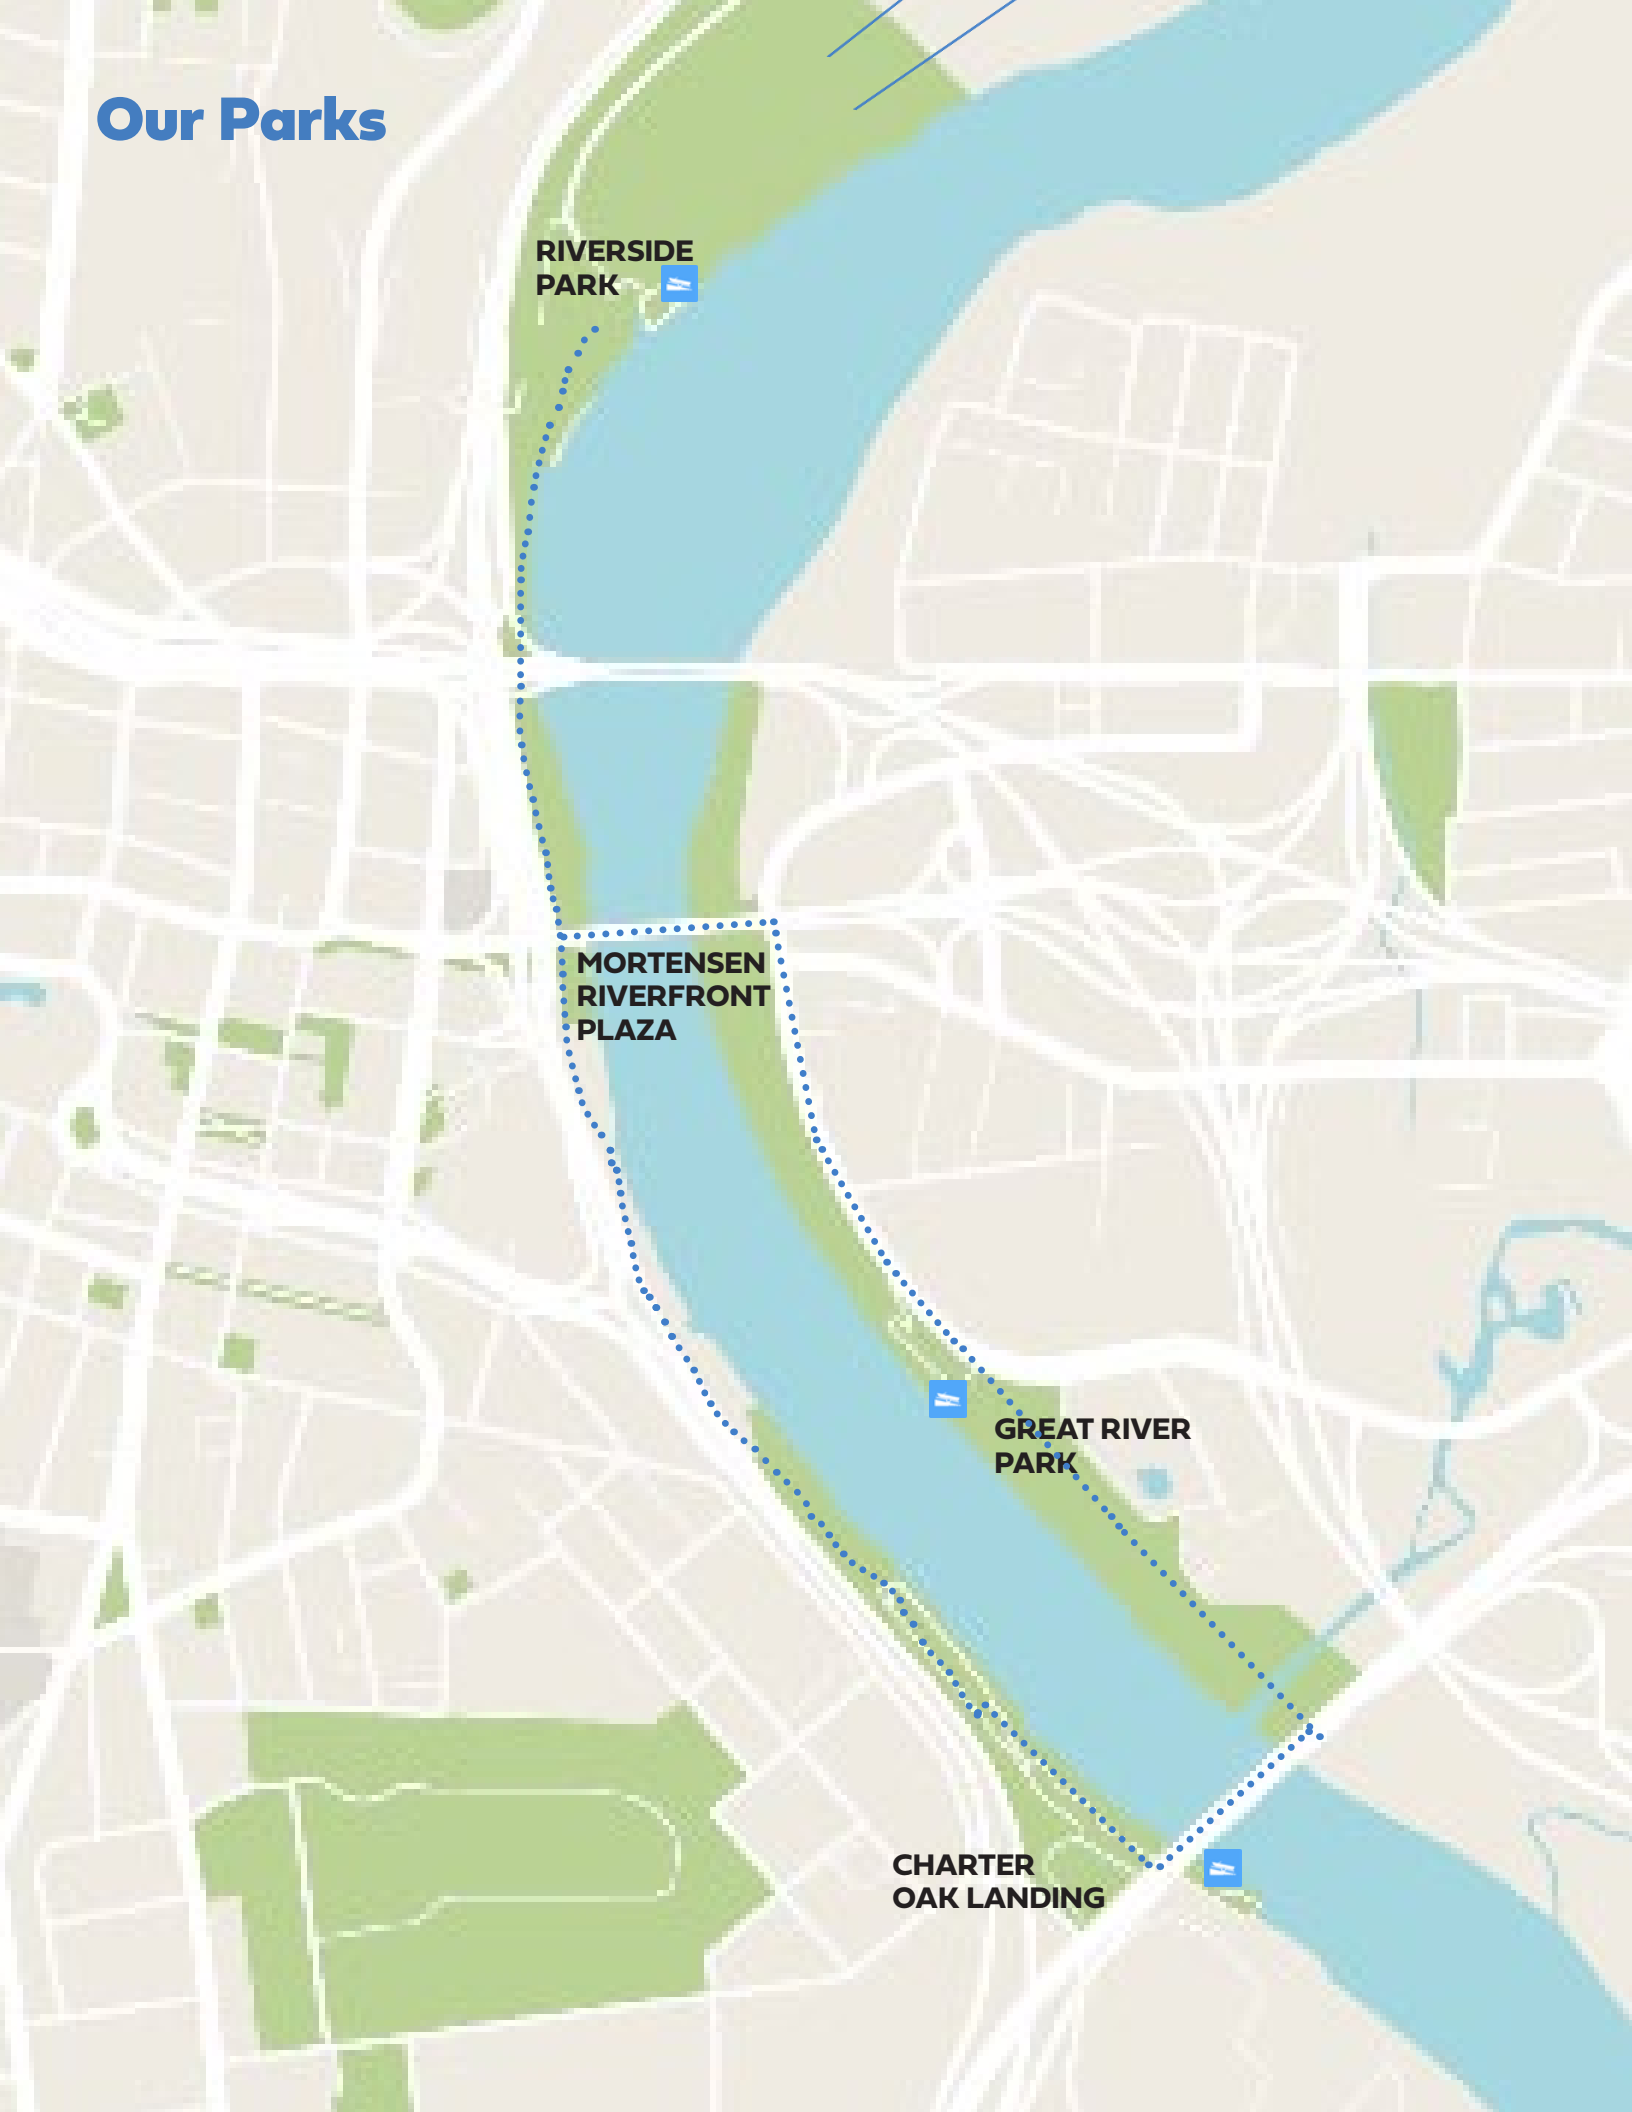 Our Parks
RIVERSIDE
PARK
MORTENSEN
RIVERFRONT
PLAZA
GREAT RIVER
PARK
CHARTER
OAK LANDING